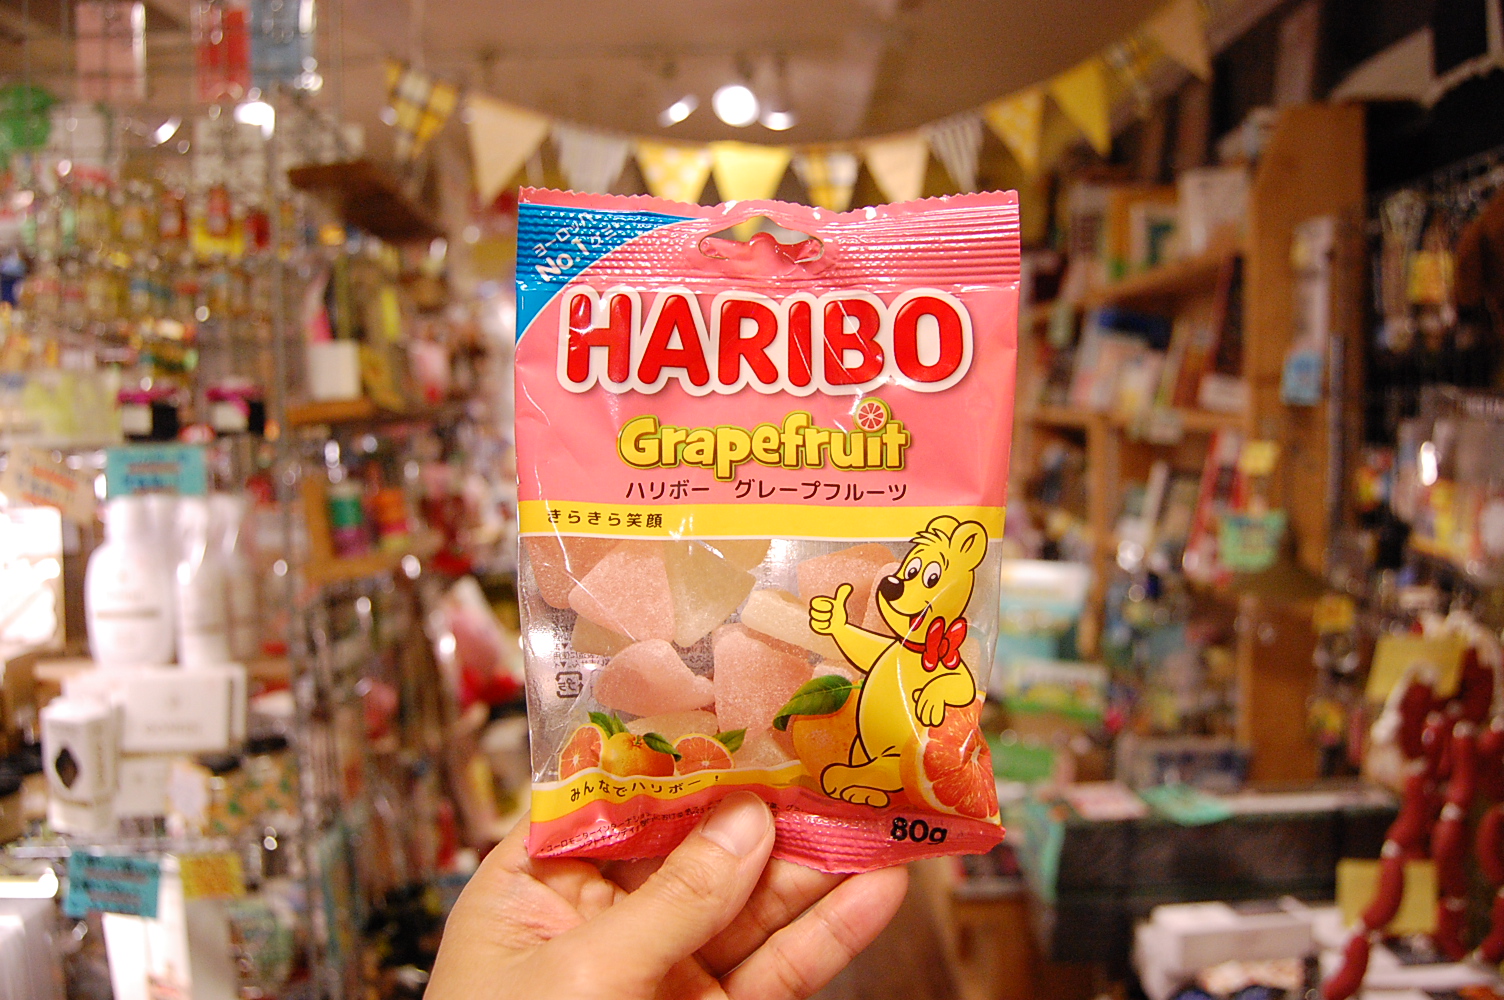 ヨーロッパ
No.1グミ
HARIBO
Grapefruit
ハリボー グレープフルーツ
きらきら笑顔
プラ
みんなでハリボー!
80g